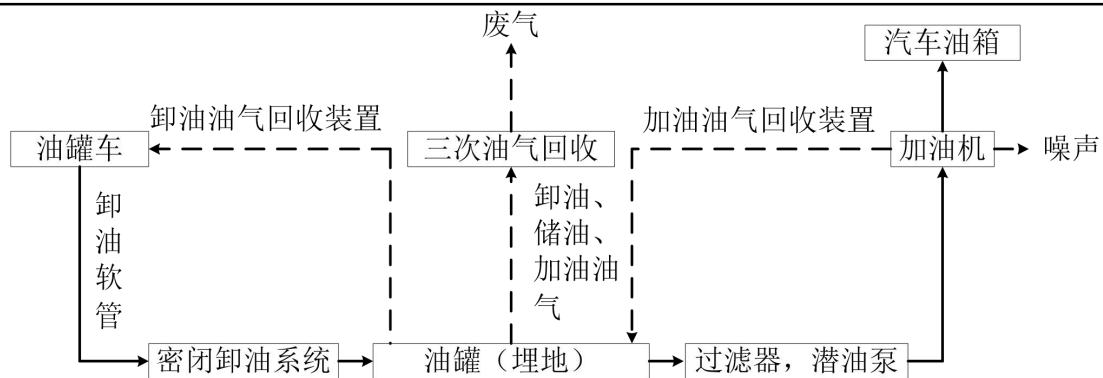 废气
汽车油箱
卸油油气回收装置
加油油气回收装置
油罐车
三次油气回收
加油机
噪声
卸
油
软
管
卸油、
储油、
加油油
气
密闭卸油系统
油罐（埋地）
过滤器，潜油泵